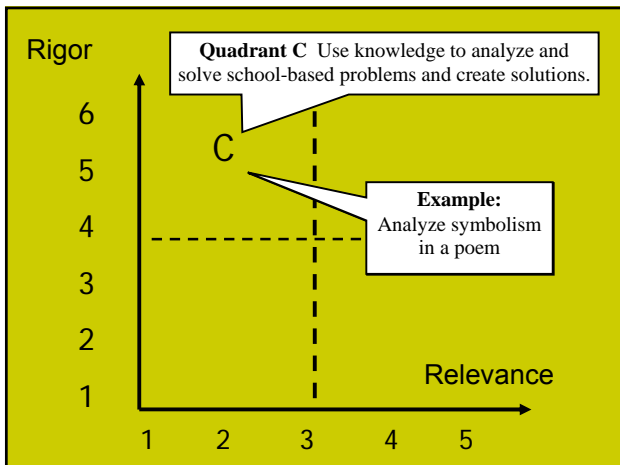 Rigor
Quadrant C Use knowledge to analyze and
solve school-based problems and create solutions.
6
C
5
Example:
Analyze symbolism
in a poem
4
3
2
1
Relevance
1 2 3 4 5